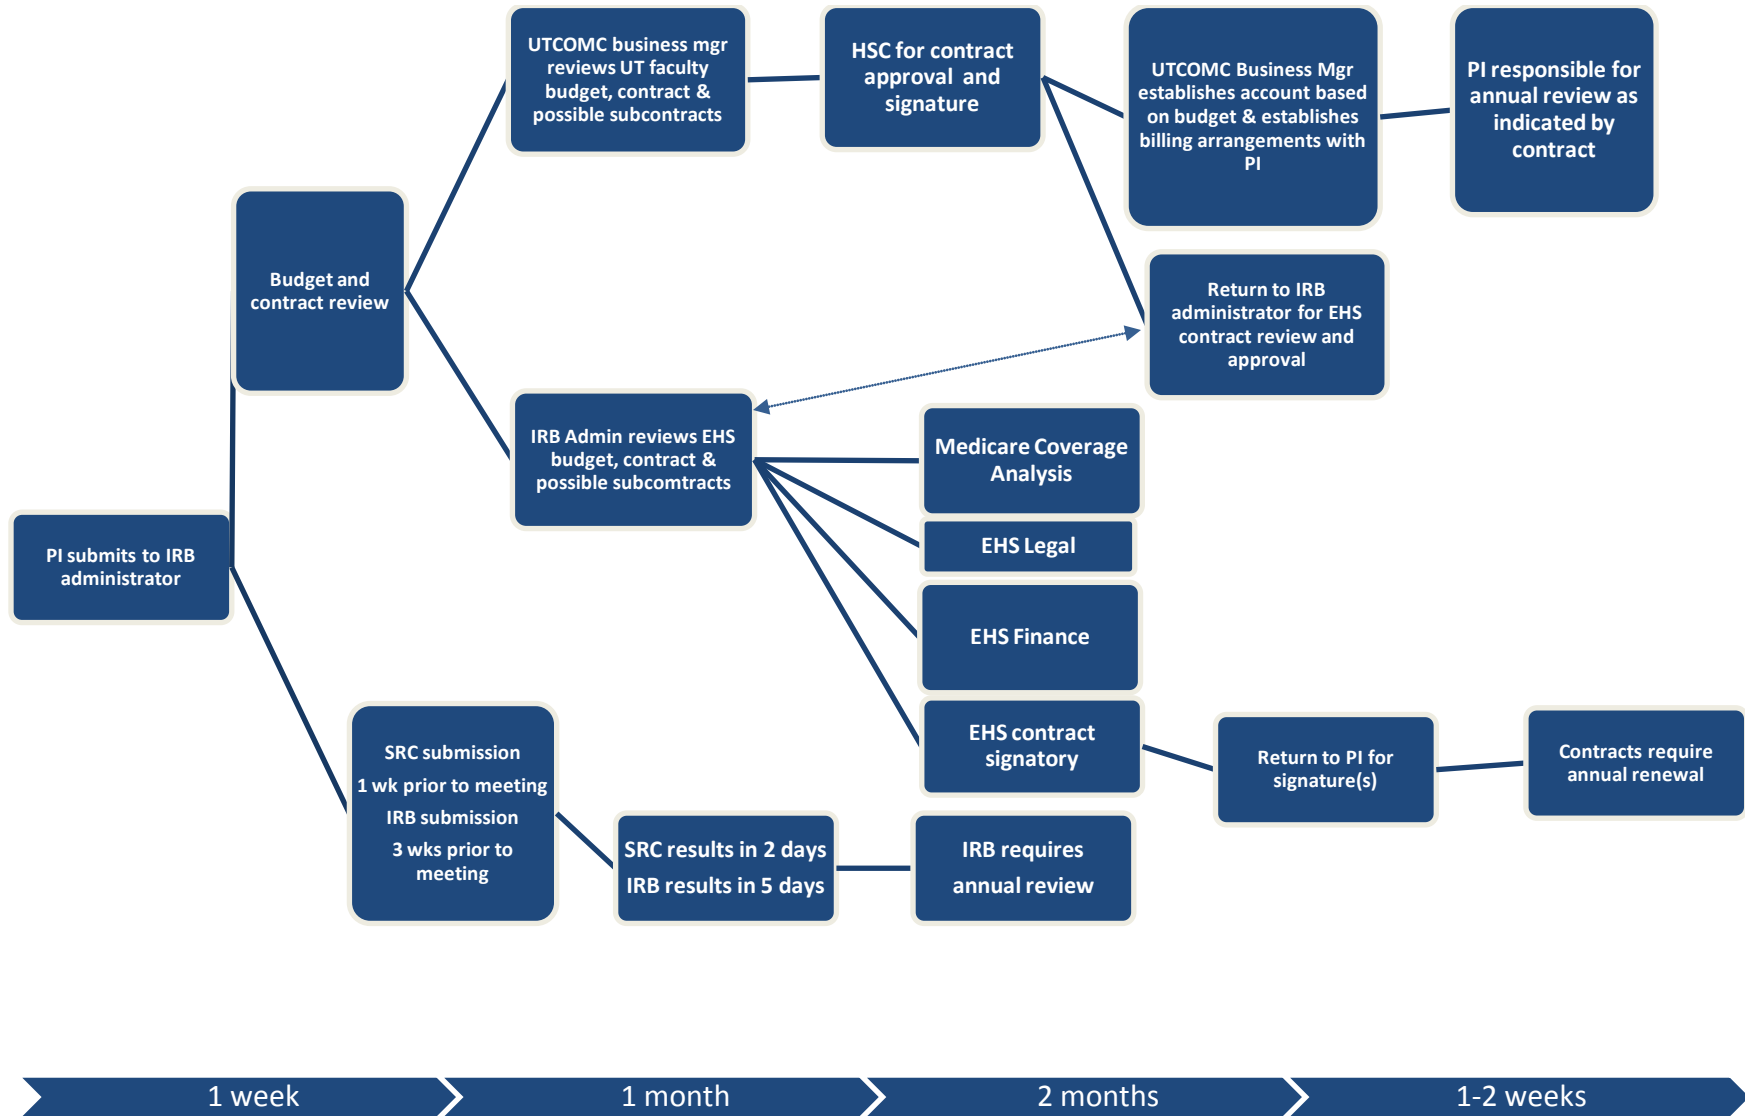 UTCOMC business mgr
reviews UT faculty
budget, contract &
possible subcontracts
HSC for contract
approval and
signature
UTCOMC Business Mgr
establishes account based
on budget & establishes
billing arrangements with
PI
PI responsible for
annual review as
indicated by
contract
Budget and
contract review
Return to IRB
administrator for EHS
contract review and
approval
IRB Admin reviews EHS
budget, contract &
possible subcomtracts
Medicare Coverage
Analysis
EHS Legal
PI submits to IRB
administrator
EHS Finance
EHS contract
signatory
Return to PI for
signature(s)
Contracts require
annual renewal
SRC submission
1 wk prior to meeting
IRB submission
3 wks prior to
meeting
SRC results in 2 days
IRB results in 5 days
IRB requires
annual review
1 week
1 month
2 months
1-2 weeks